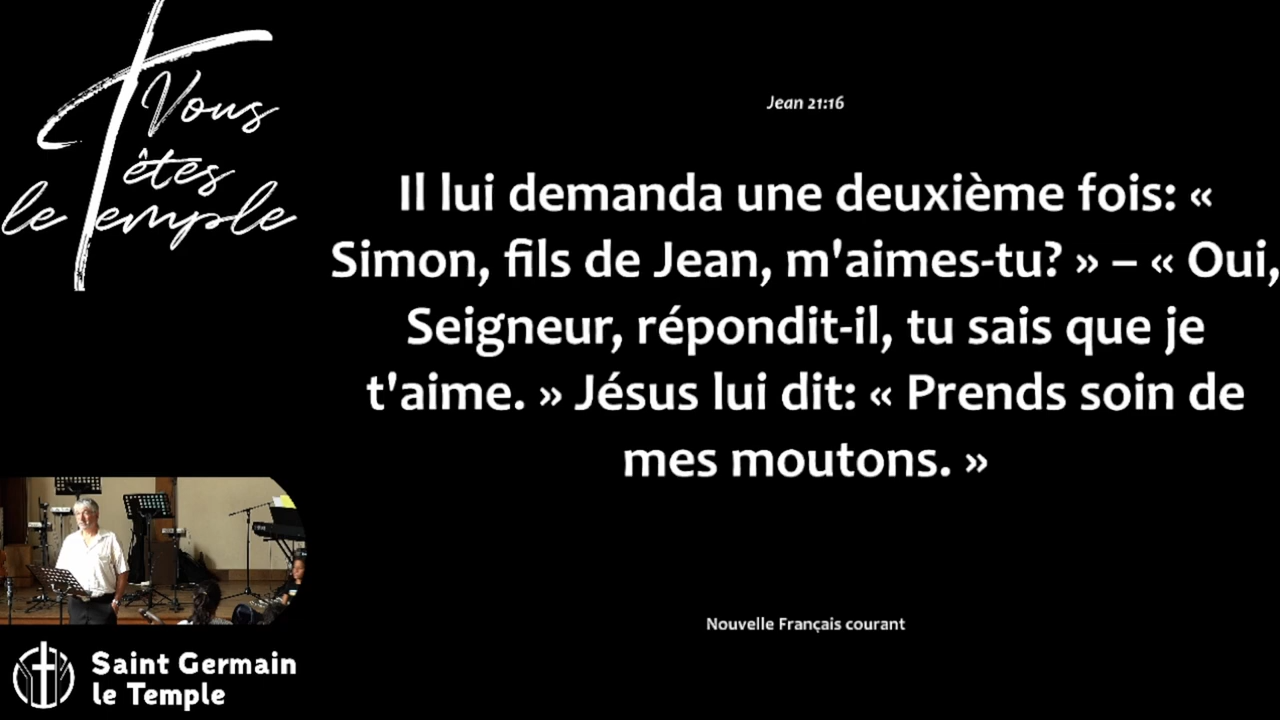 Vous
êtes
le Temple
Jean 21:16
Il lui demanda une deuxième fois: «
Simon, fils de Jean, m'aimes-tu? » – « Oui,
Seigneur, répondit-il, tu sais que je
t'aime. » Jésus lui dit: « Prends soin de
mes moutons. »
Nouvelle Français courant
Saint Germain
le Temple